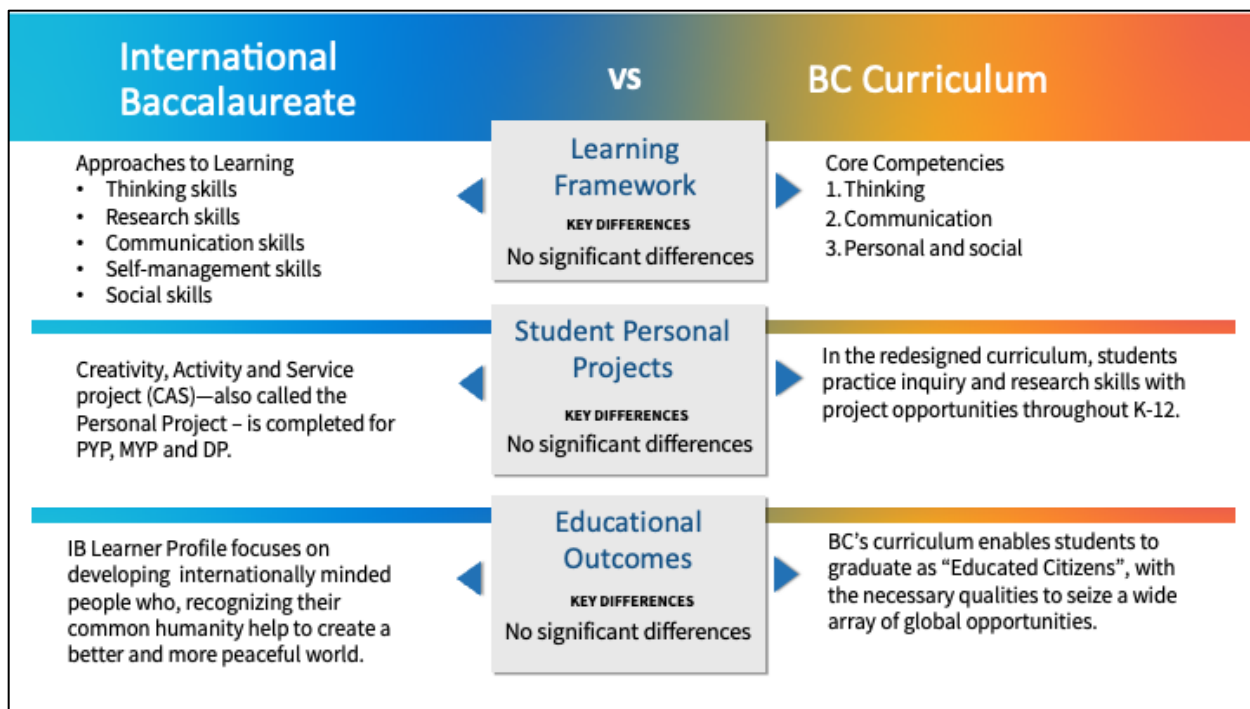 International
Baccalaureate
vs
BC Curriculum
Learning
Framework
KEY DIFFERENCES
No significant differences
Approaches to Learning
• Thinking skills
• Research skills
• Communication skills
• Self-management skills
• Social skills
Core Competencies
1. Thinking
2. Communication
3. Personal and social
Student Personal
Projects
KEY DIFFERENCES
No significant differences
Creativity, Activity and Service
project (CAS)—also called the
Personal Project – is completed for
PYP, MYP and DP.
In the redesigned curriculum, students
practice inquiry and research skills with
project opportunities throughout K-12.
Educational
Outcomes
KEY DIFFERENCES
No significant differences
IB Learner Profile focuses on
developing internationally minded
people who, recognizing their
common humanity help to create a
better and more peaceful world.
BC’s curriculum enables students to
graduate as “Educated Citizens”, with
the necessary qualities to seize a wide
array of global opportunities.